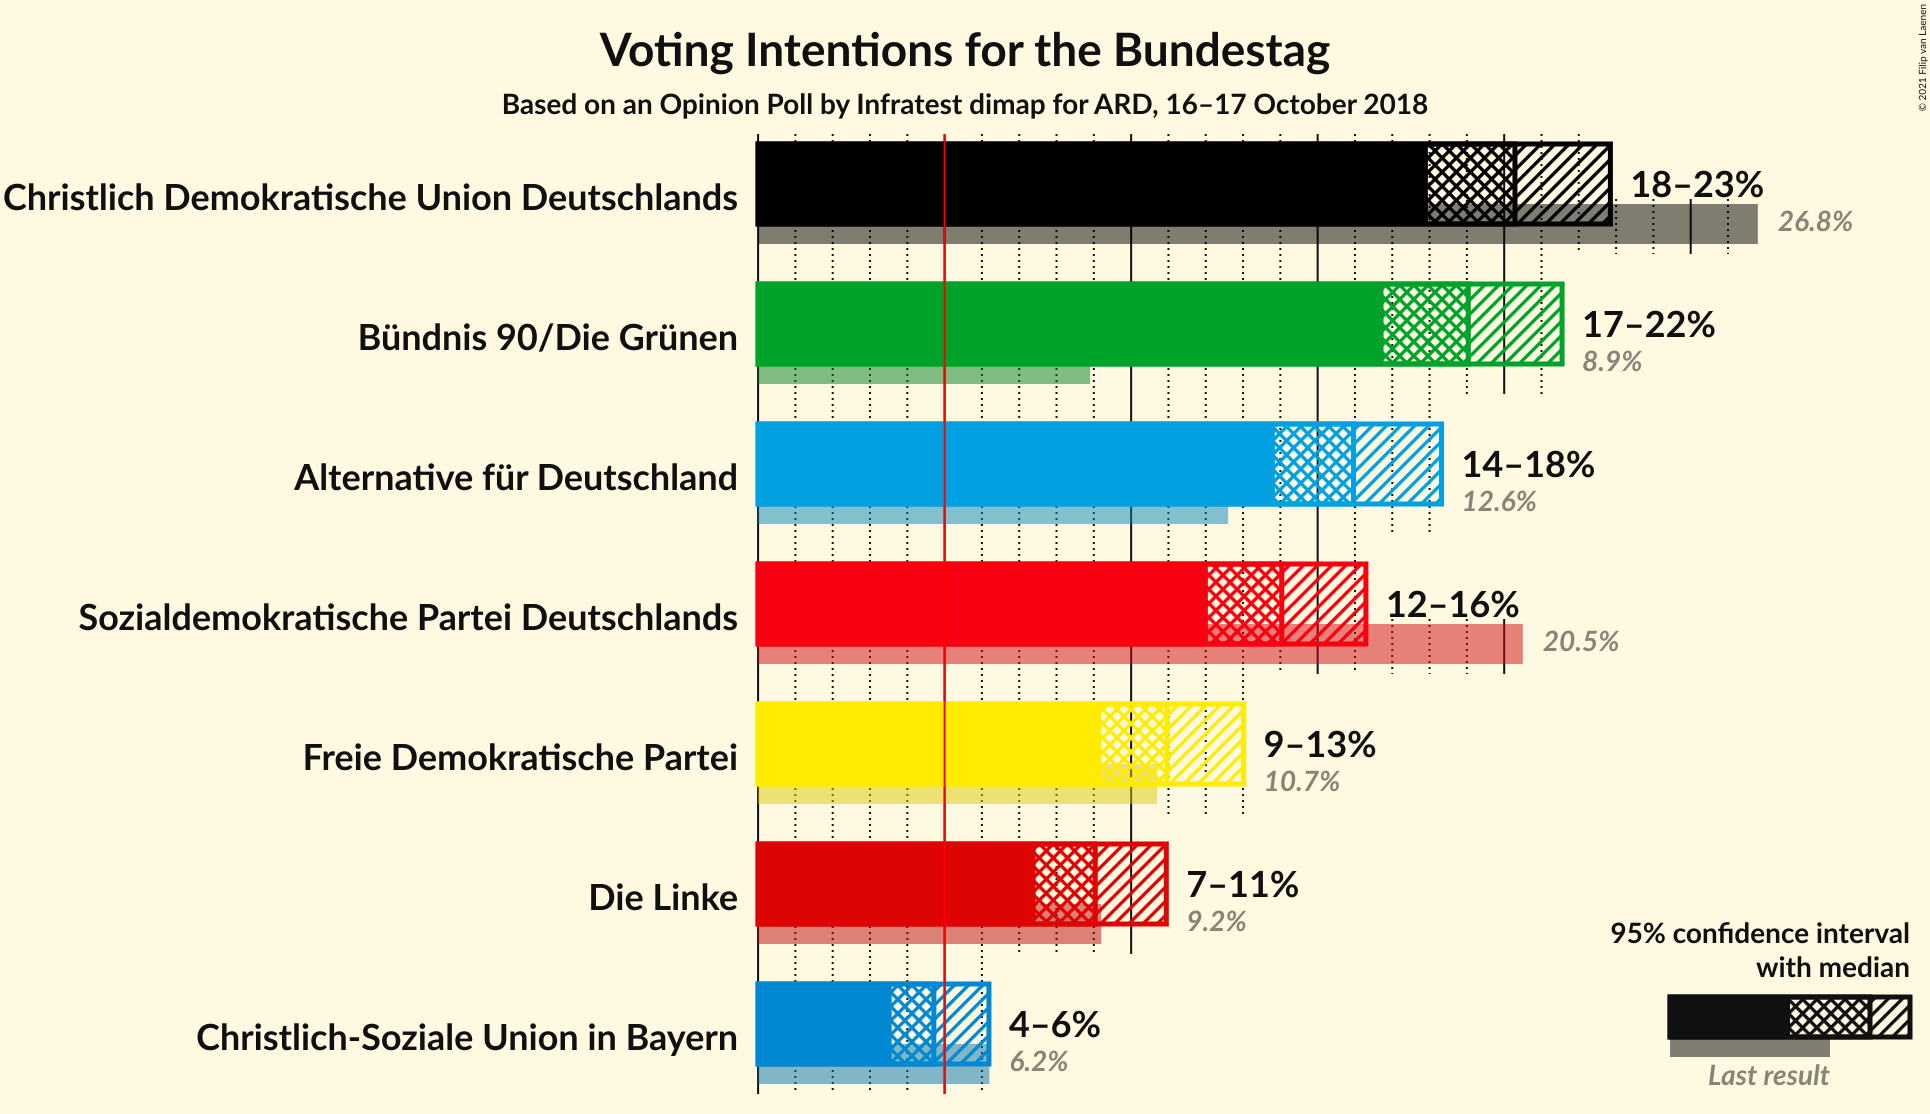 Voting Intentions for the Bundestag
Based on an Opinion Poll by Infratest dimap for ARD, 16–17 October 2018
© 2021 Filip van Laenen
Christlich Demokratische Union Deutschlands
18–23%
26.8%
Bündnis 90/Die Grünen
17–22%
8.9%
Alternative für Deutschland
14–18%
12.6%
Sozialdemokratische Partei Deutschlands
12–16%
20.5%
Freie Demokratische Partei
9–13%
10.7%
Die Linke
7–11%
9.2%
Christlich-Soziale Union in Bayern
4–6%
6.2%
95% confidence interval
with median
Last result